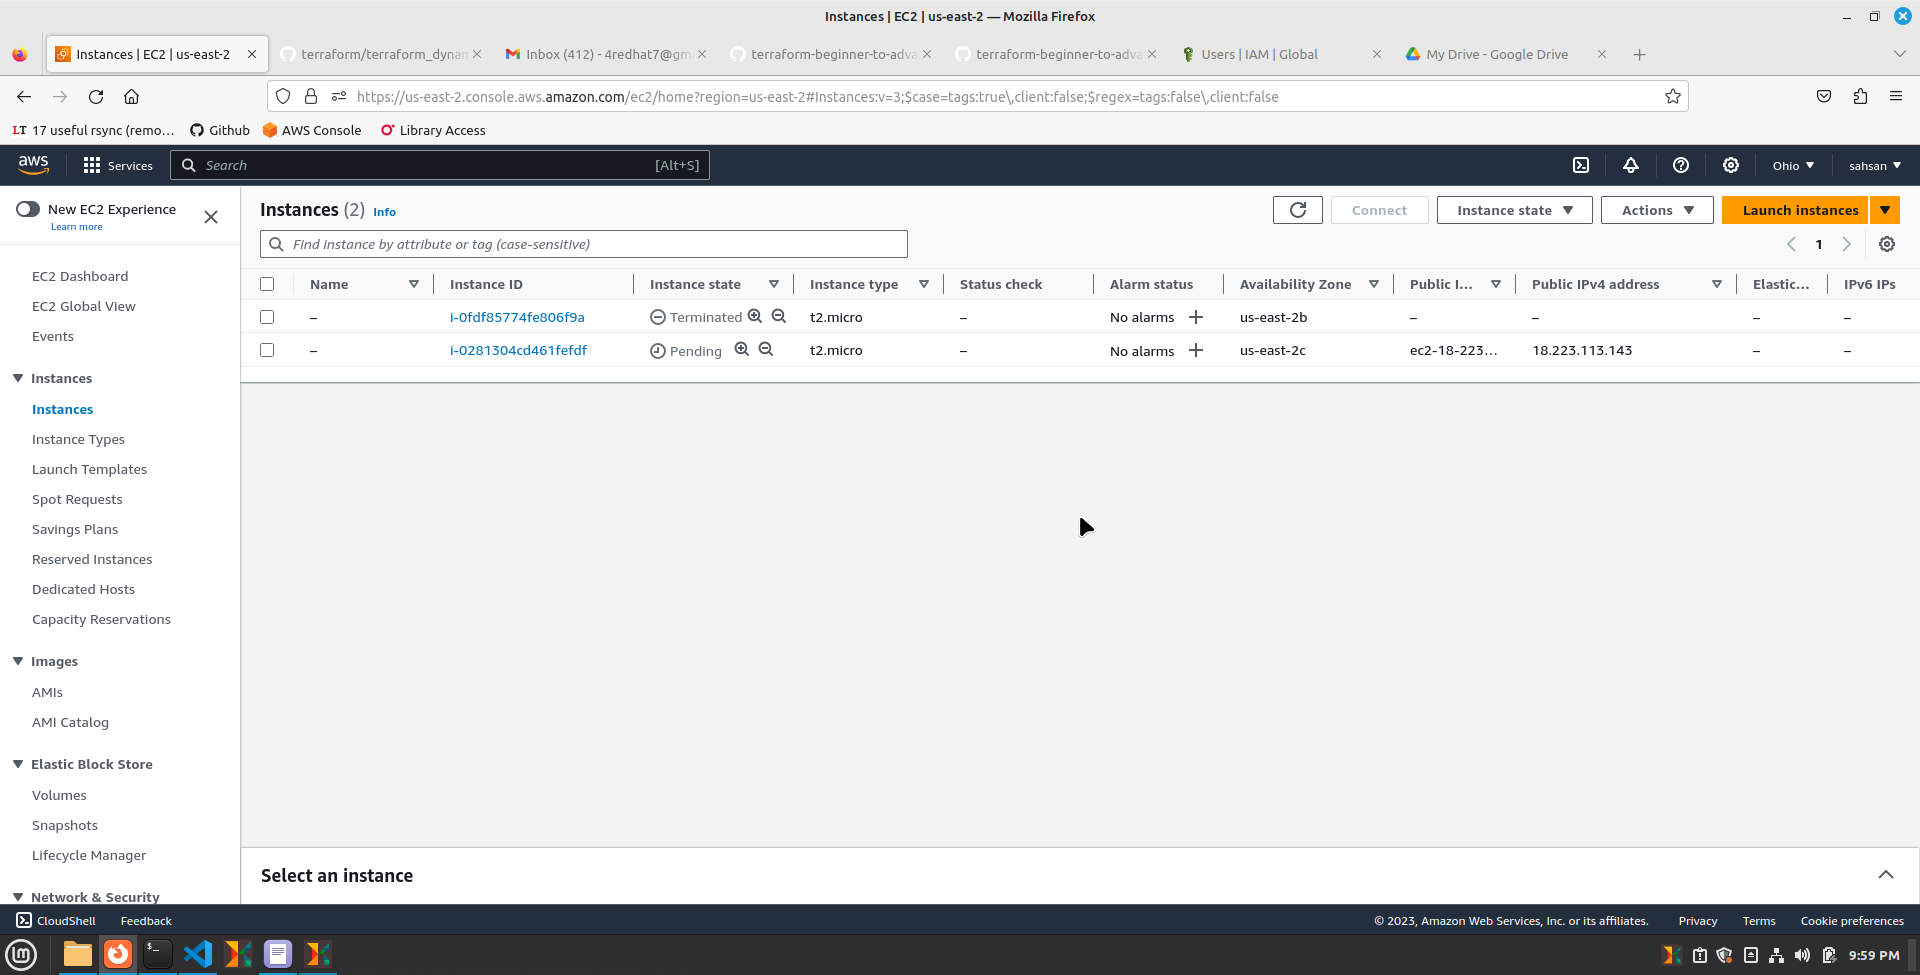 Instances | EC2 | us-east-2 — Mozilla Firefox
Instances | EC2 | us-east-2
terraform/terraform_dynam
Inbox (412) - 4redhat7@gm
terraform-beginner-to-adva
terraform-beginner-to-adva
Users | IAM | Global
My Drive - Google Drive
https://us-east-2.console.aws.amazon.com/ec2/home?region=us-east-2#Instances:v=3;$case=tags:true\,client:false;$regex=tags:false\,client:false
LT 17 useful rsync (remo…
Github
AWS Console
Library Access
aws
Services
Search
[Alt+S]
Ohio
sahsan
New EC2 Experience
Learn more
EC2 Dashboard
EC2 Global View
Events
Instances
Instances
Instance Types
Launch Templates
Spot Requests
Savings Plans
Reserved Instances
Dedicated Hosts
Capacity Reservations
Images
AMIs
AMI Catalog
Elastic Block Store
Volumes
Snapshots
Lifecycle Manager
Network & Security
Instances (2) Info
Connect
Instance state
Actions
Launch instances
Find instance by attribute or tag (case-sensitive)
1
Name Instance ID Instance state Instance type Status check Alarm status Availability Zone Public I... Public IPv4 address Elastic... IPv6 IPs
– i-0fdf85774fe806f9a Terminated t2.micro – No alarms + us-east-2b – – – –
– i-0281304cd461fefdf Pending t2.micro – No alarms + us-east-2c ec2-18-223... 18.223.113.143 – –
Select an instance
CloudShell
Feedback
© 2023, Amazon Web Services, Inc. or its affiliates.
Privacy
Terms
Cookie preferences
9:59 PM